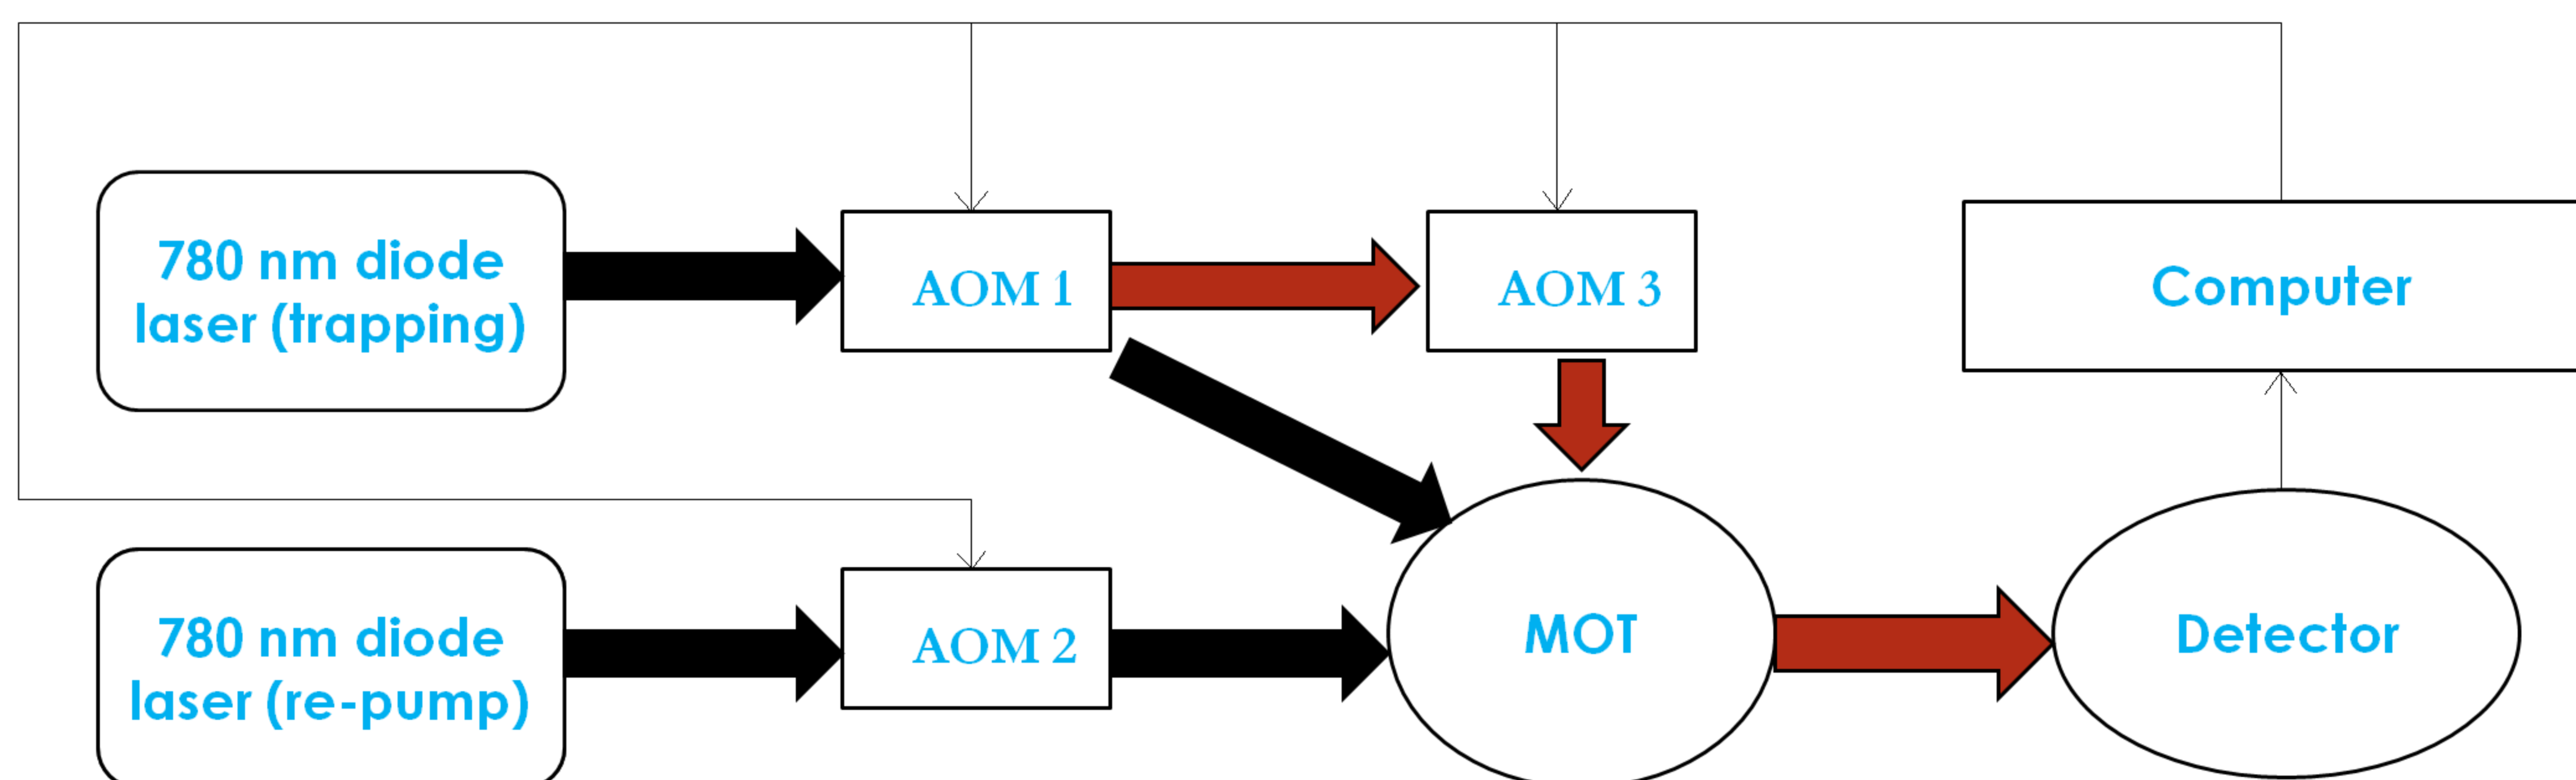 780 nm diode
laser (trapping)
AOM 1
AOM 3
Computer
780 nm diode
laser (re-pump)
AOM 2
MOT
Detector